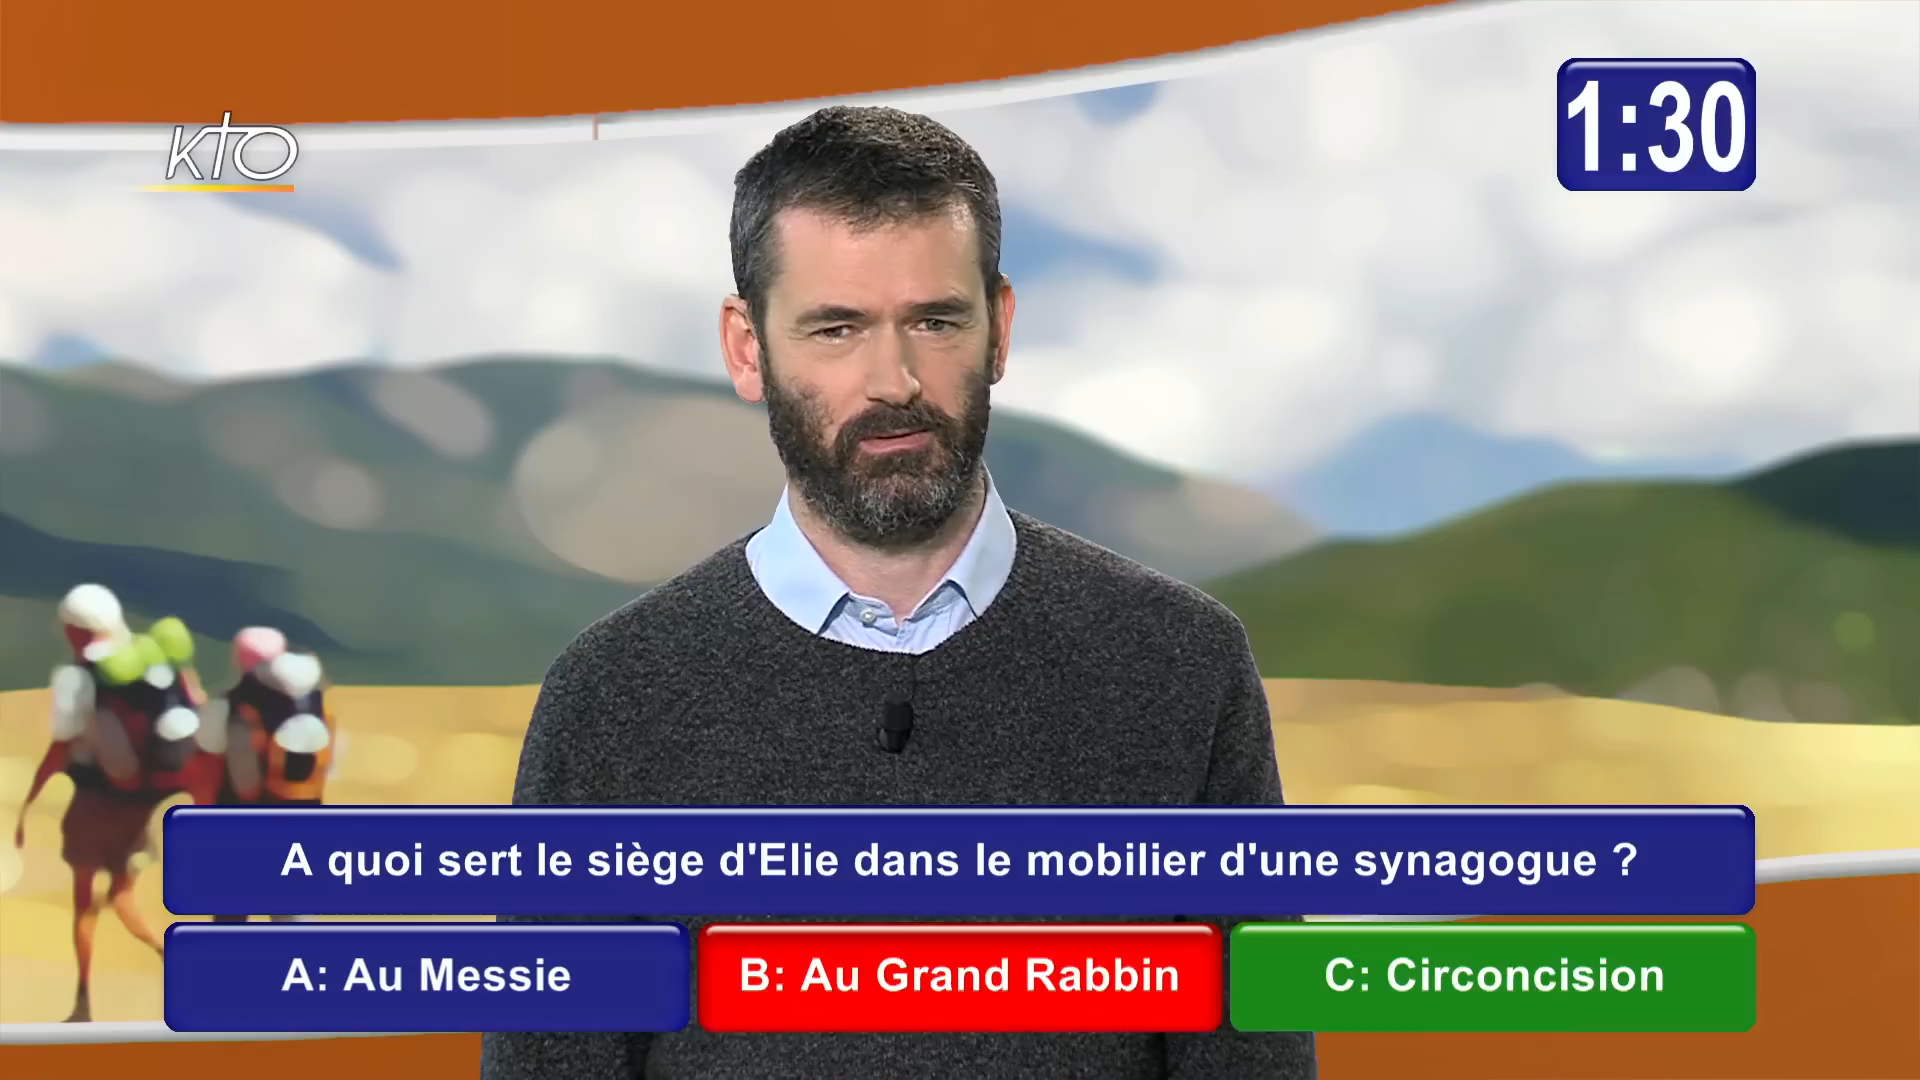 KTO
1:30
A quoi sert le siège d'Elie dans le mobilier d'une synagogue ?
A: Au Messie
B: Au Grand Rabbin
C: Circoncision